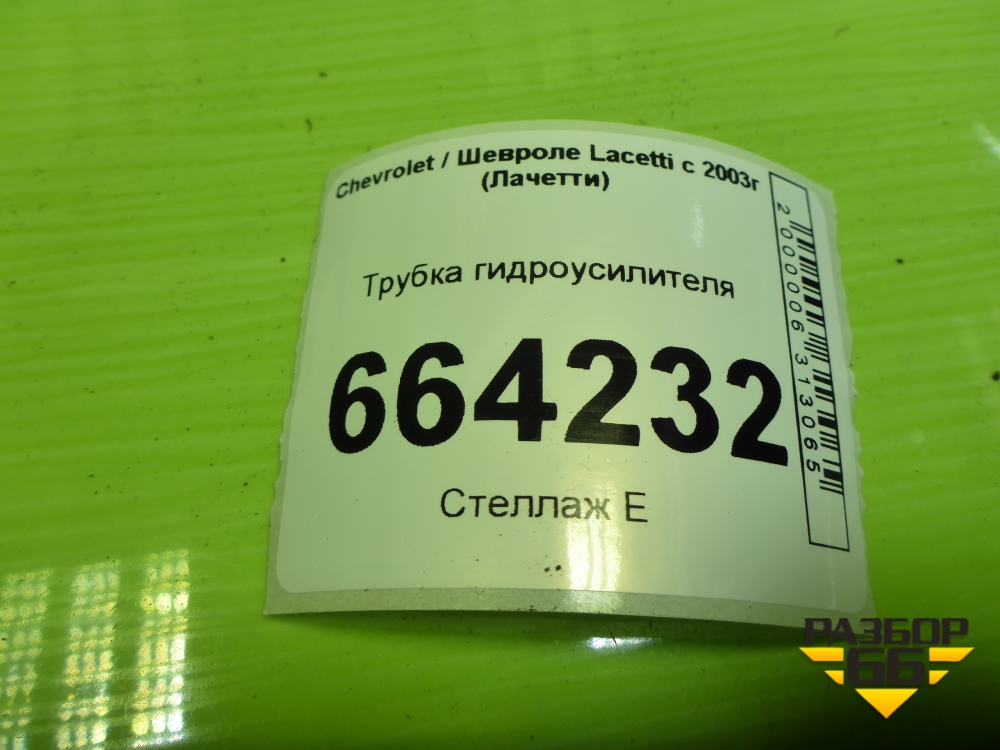 Chevrolet / Шевроле Lacetti с 2003г
(Лачетти)
Трубка гидроусилителя
664232
Стеллаж Е
2000006313065
РАЗБОР
66